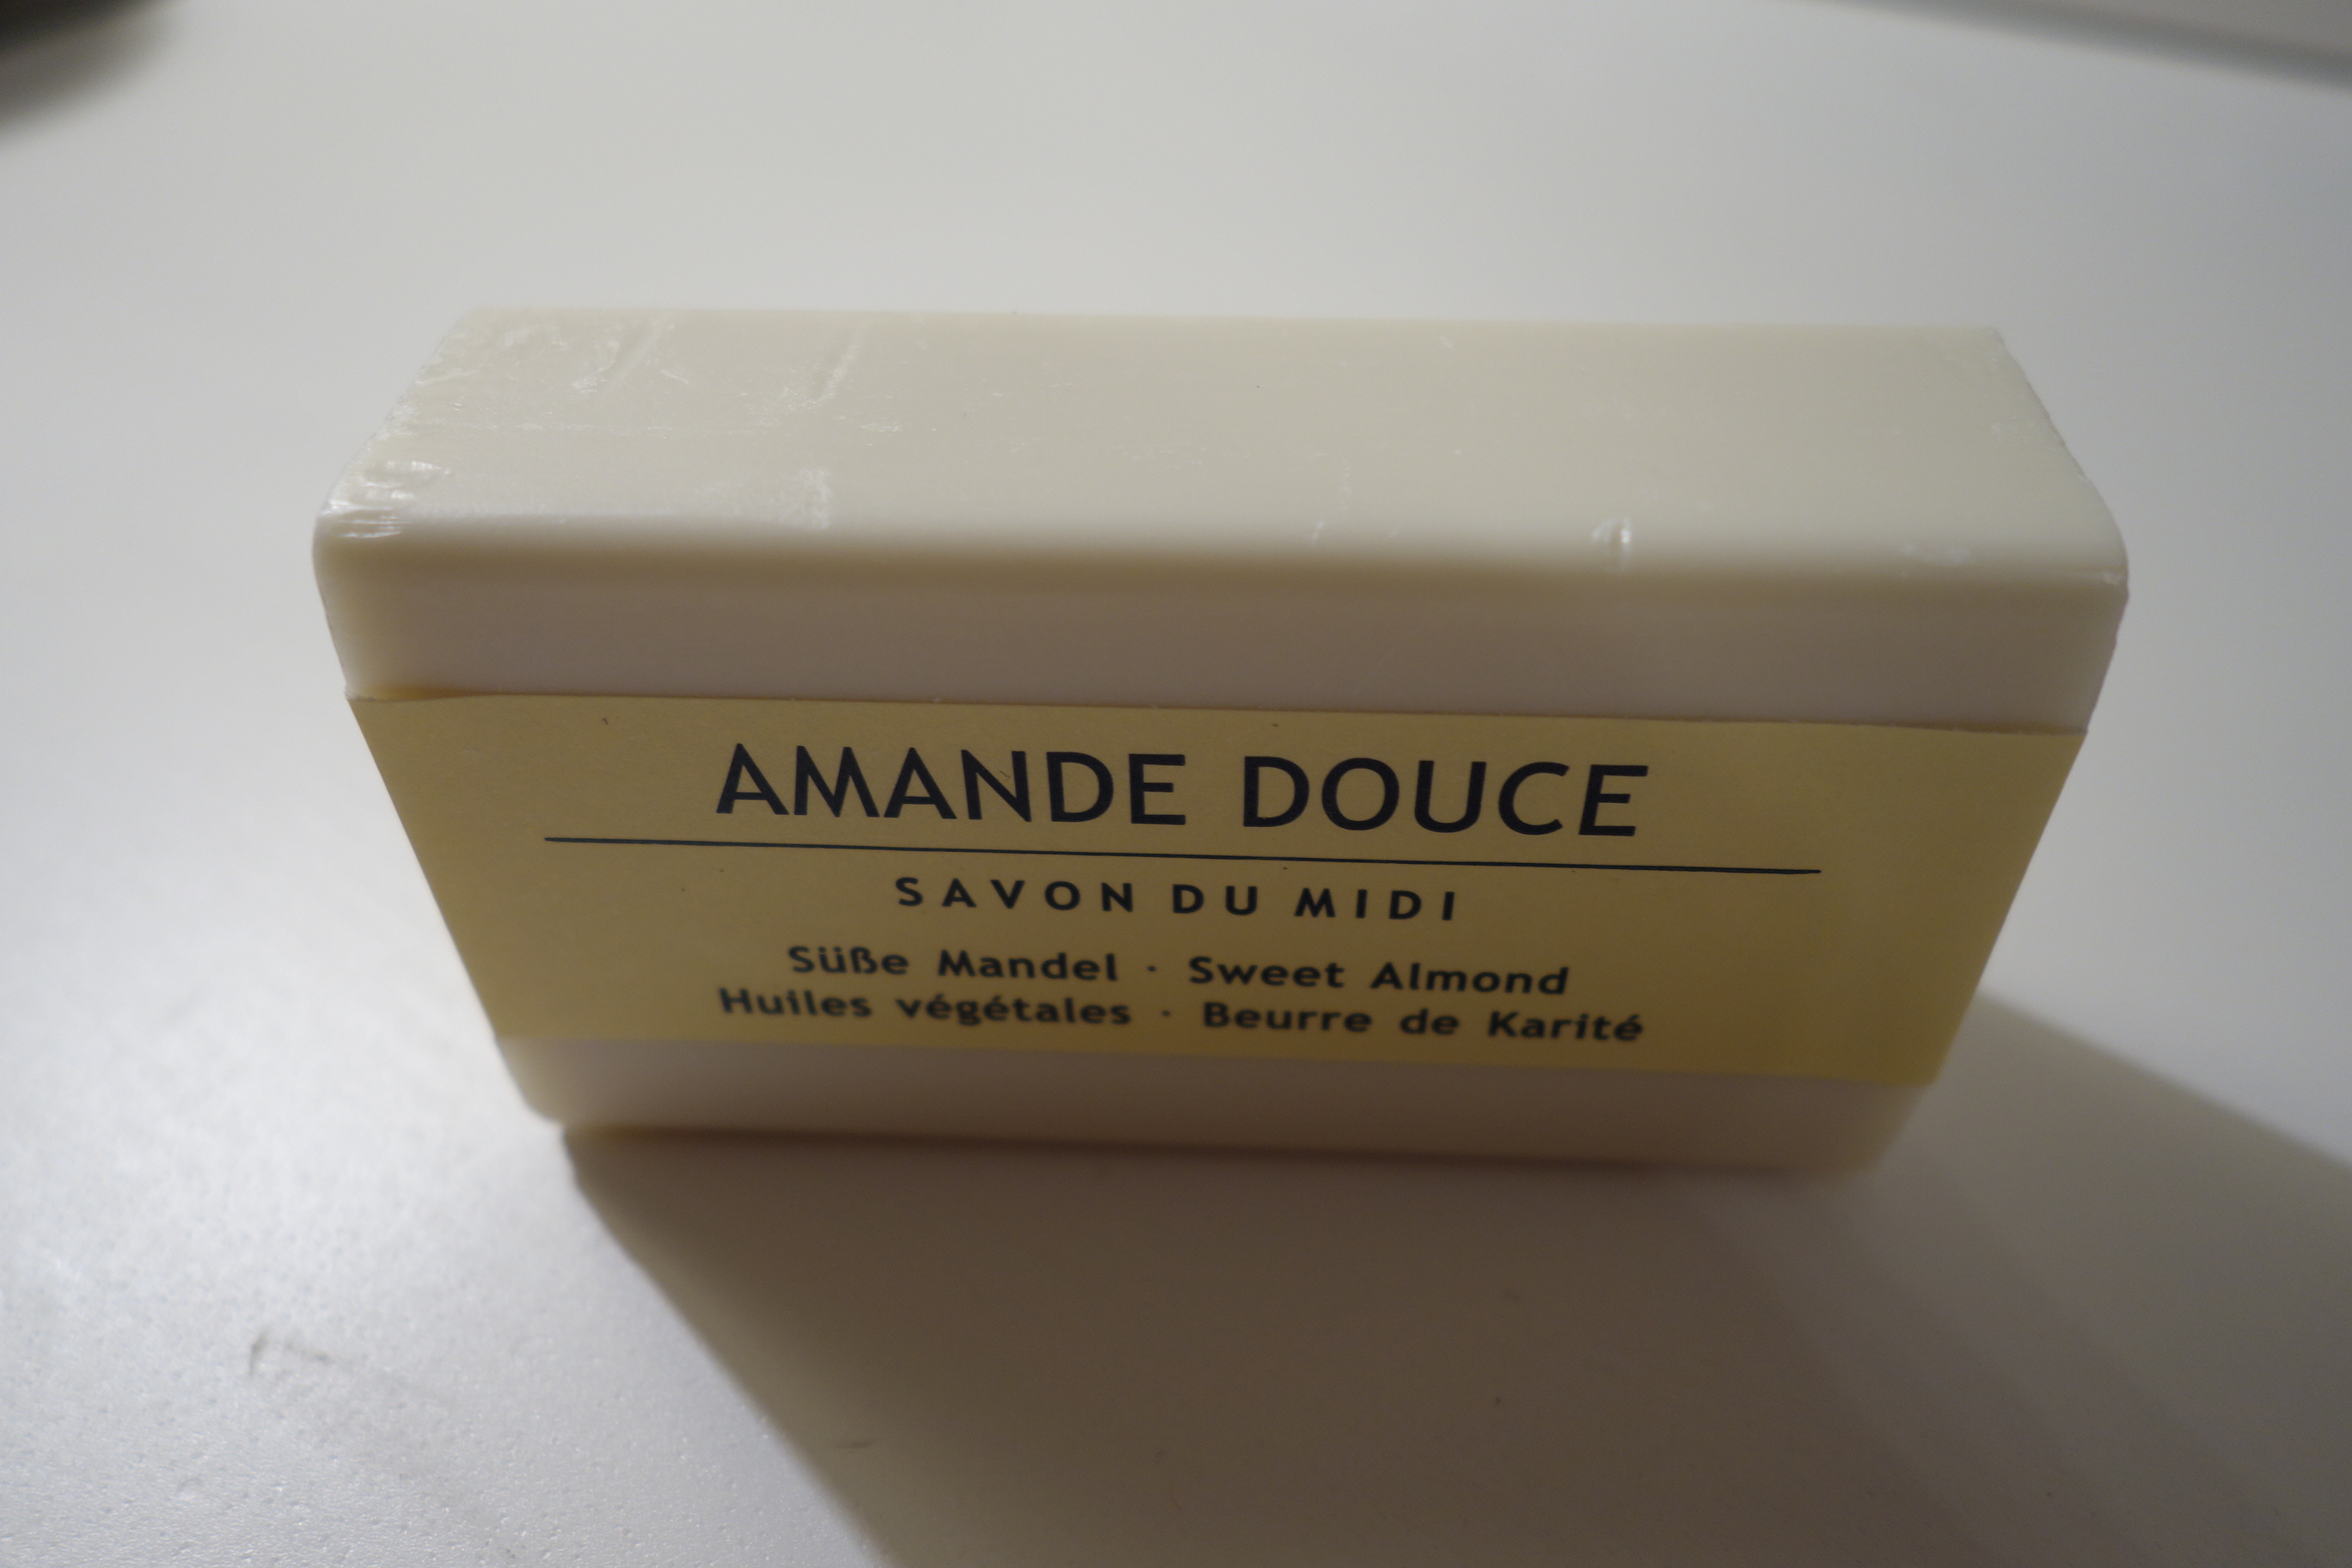 AMANDE DOUCE
SAVON DU MIDI
Süße Mandel · Sweet Almond
Huiles végétales · Beurre de Karité